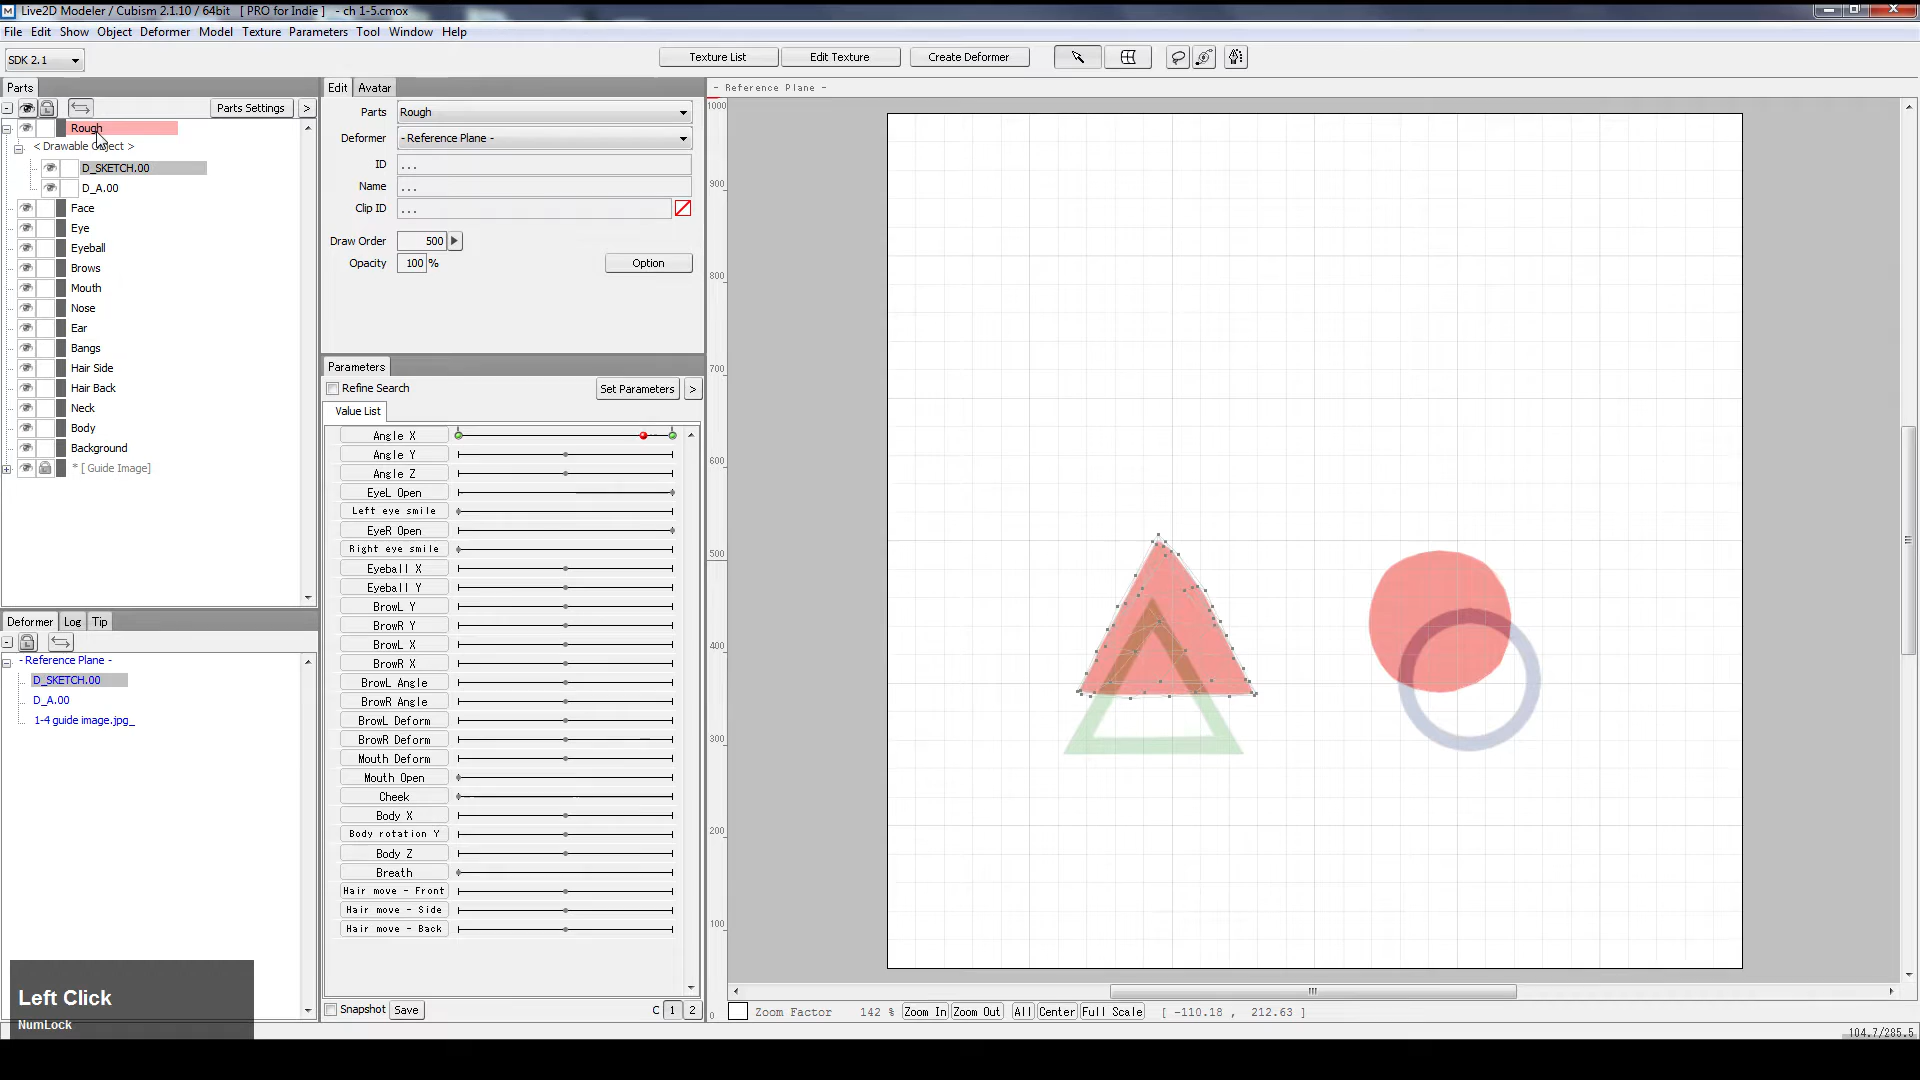 Live2D Modeler / Cubism 2.1.10 / 64bit [ PRO for Indie ] - ch 1-5.cmox
File Edit Show Object Deformer Model Texture Parameters Tool Window Help
SDK 2.1
Texture List
Edit Texture
Create Deformer
Parts
Parts Settings
>
Rough
< Drawable Object >
D_SKETCH.00
D_A.00
Face
Eye
Eyeball
Brows
Mouth
Nose
Ear
Bangs
Hair Side
Hair Back
Neck
Body
Background
* [ Guide Image]
Deformer Log Tip
- Reference Plane -
D_SKETCH.00
D_A.00
1-4 guide image.jpg_
Left Click
NumLock
Edit Avatar
Parts Rough
Deformer - Reference Plane -
ID ...
Name ...
Clip ID ...
Draw Order 500
Opacity 100 %
Option
Parameters
Refine Search
Set Parameters
>
Value List
Angle X
Angle Y
Angle Z
EyeL Open
Left eye smile
EyeR Open
Right eye smile
Eyeball X
Eyeball Y
BrowL Y
BrowR Y
BrowL X
BrowR X
BrowL Angle
BrowR Angle
BrowL Deform
BrowR Deform
Mouth Deform
Mouth Open
Cheek
Body X
Body rotation Y
Body Z
Breath
Hair move - Front
Hair move - Side
Hair move - Back
Snapshot Save
C 1 2
- Reference Plane -
1000
900
800
700
600
500
400
300
200
100
0
Zoom Factor 142 % Zoom In Zoom Out All Center Full Scale [ -110.18 , 212.63 ]
104.7/285.5